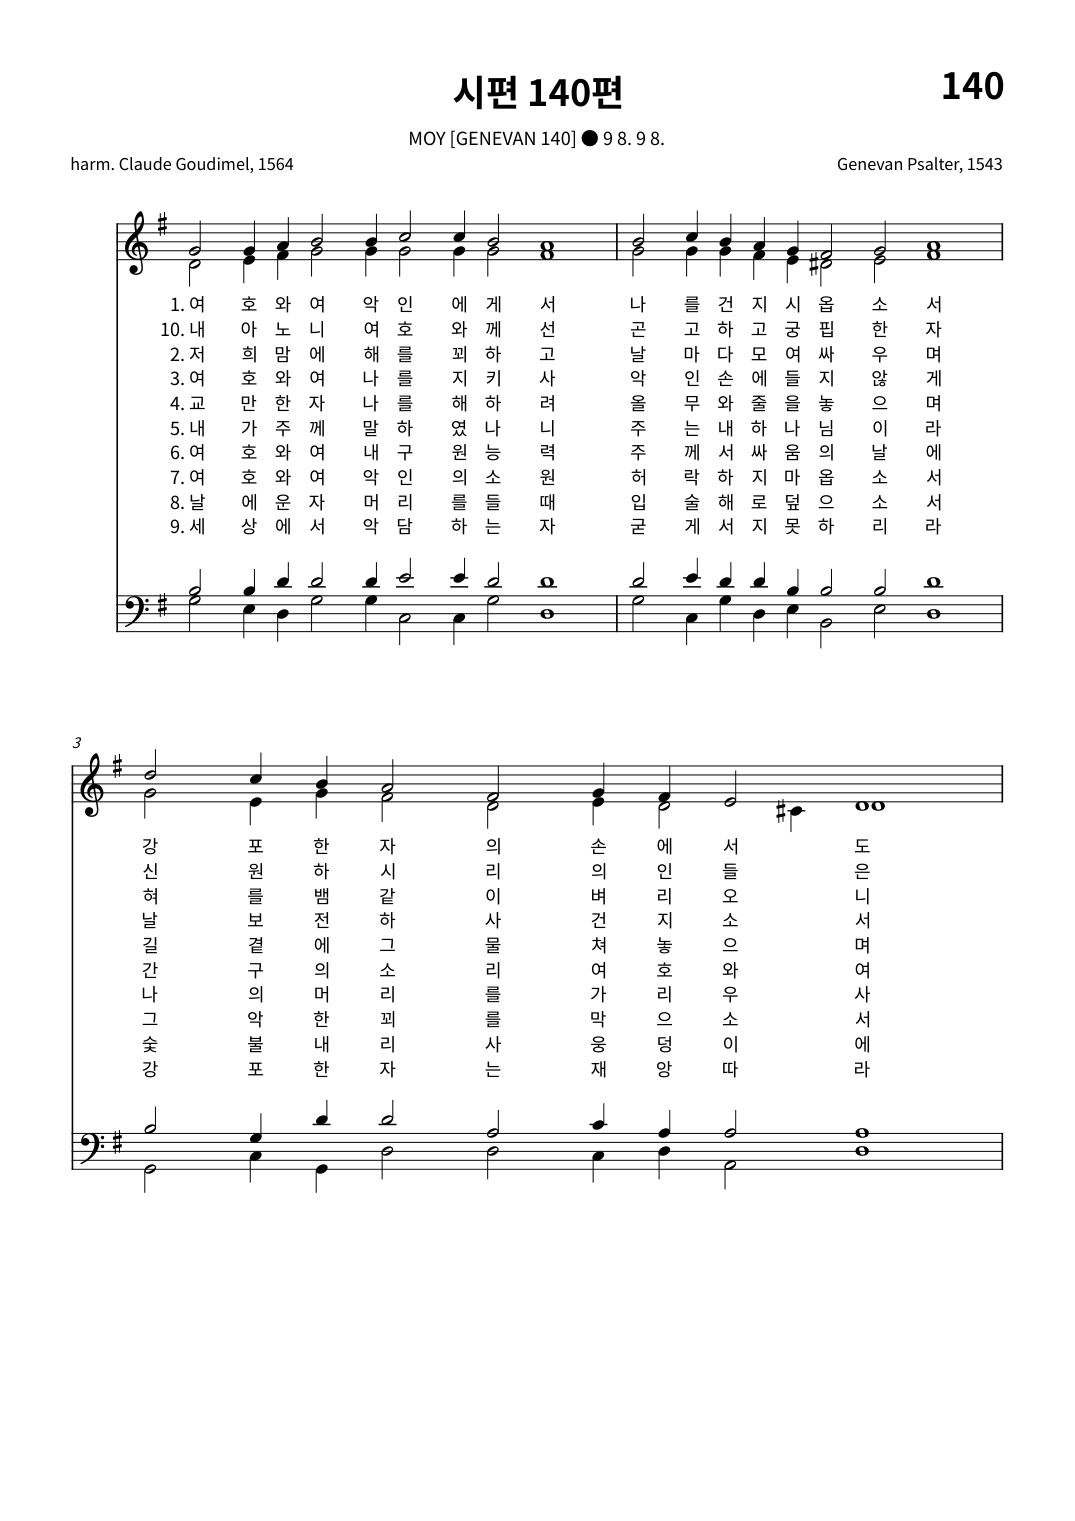 시편 140편
140
MOY [GENEVAN 140] ● 9 8. 9 8.
harm. Claude Goudimel, 1564
Genevan Psalter, 1543
1. 여 호 와 여 악 인 에 게 서 나 를 건 지 시 옵 소 서
10. 내 아 노 니 여 호 와 께 선 곤 고 하 고 궁 핍 한 자
2. 저 희 맘 에 해 를 꾀 하 고 날 마 다 모 여 싸 우 며
3. 여 호 와 여 나 를 지 키 사 악 인 손 에 들 지 않 게
4. 교 만 한 자 나 를 해 하 려 올 무 와 줄 을 놓 으 며
5. 내 가 주 께 말 하 였 나 니 주 는 내 하 나 님 이 라
6. 여 호 와 여 내 구 원 능 력 주 께 서 싸 움 의 날 에
7. 여 호 와 여 악 인 의 소 원 허 락 하 지 마 옵 소 서
8. 날 에 운 자 머 리 를 들 때 입 술 해 로 덮 으 소 서
9. 세 상 에 서 악 담 하 는 자 굳 게 서 지 못 하 리 라
3
강 포 한 자 의 손 에 서 도
신 원 하 시 리 의 인 들 은
혀 를 뱀 같 이 벼 리 오 니
날 보 전 하 사 건 지 소 서
길 곁 에 그 물 쳐 놓 으 며
간 구 의 소 리 여 호 와 여
나 의 머 리 를 가 리 우 사
그 악 한 꾀 를 막 으 소 서
숯 불 내 리 사 웅 덩 이 에
강 포 한 자 는 재 앙 따 라